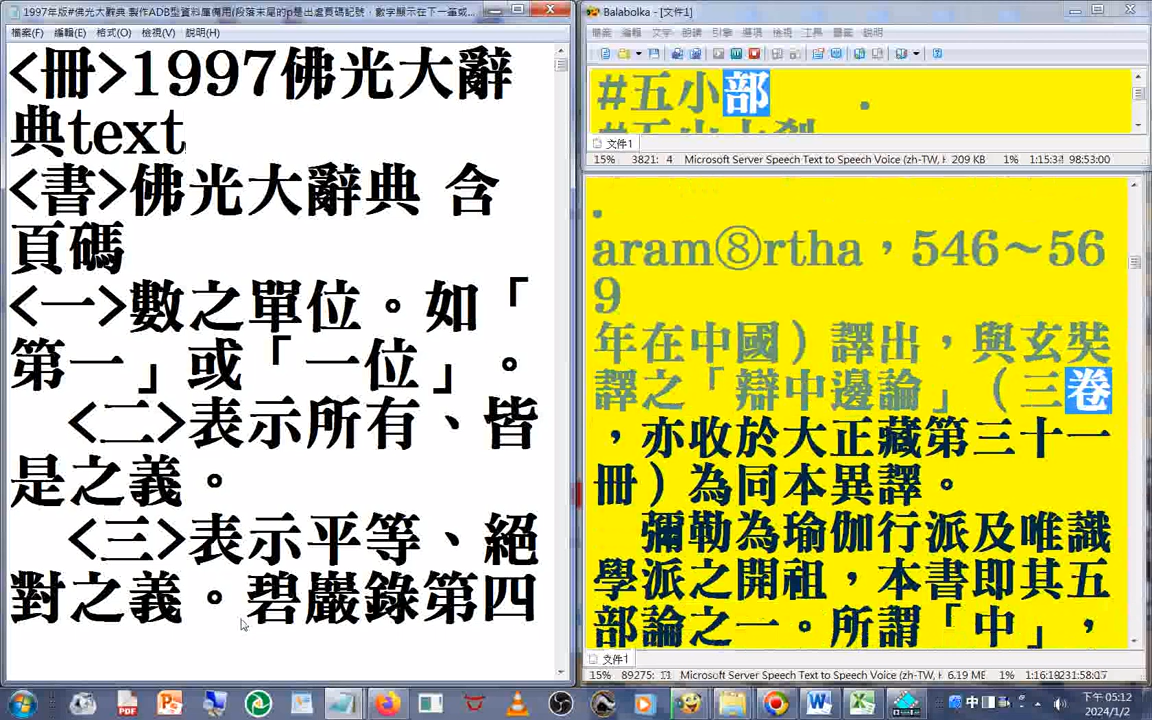 1997年版#佛光大辭典 製作ADB型資料庫備用(段落末尾的p是出處頁碼記號，數字顯示在下一筆或...
檔案(F) 編輯(E) 格式(O) 檢視(V) 說明(H)
<冊>1997佛光大辭
典text
<書>佛光大辭典 含
頁碼
<一>數之單位。如「
第一」或「一位」。
<二>表示所有、皆
是之義。
<三>表示平等、絕
對之義。碧巖錄第四
Balabolka - [文件1]
檔案 編輯 文字 朗讀 引擎 選項 檢視 工具 圖窗 說明
#五小部 .
文件1
15% 3821: 4 Microsoft Server Speech Text to Speech Voice (zh-TW, H 209 KB 1% 1:15:34 98:53:00
.
aram⑧rtha，546～56
9
年在中國）譯出，與玄奘
譯之「辯中邊論」（三卷
，亦收於大正藏第三十一
冊）為同本異譯。
彌勒為瑜伽行派及唯識
學派之開祖，本書即其五
部論之一。所謂「中」，
文件1
15% 89275: 11 Microsoft Server Speech Text to Speech Voice (zh-TW, H 6.19 MB 1%
PDF
中
下午 05:12
2024/1/2